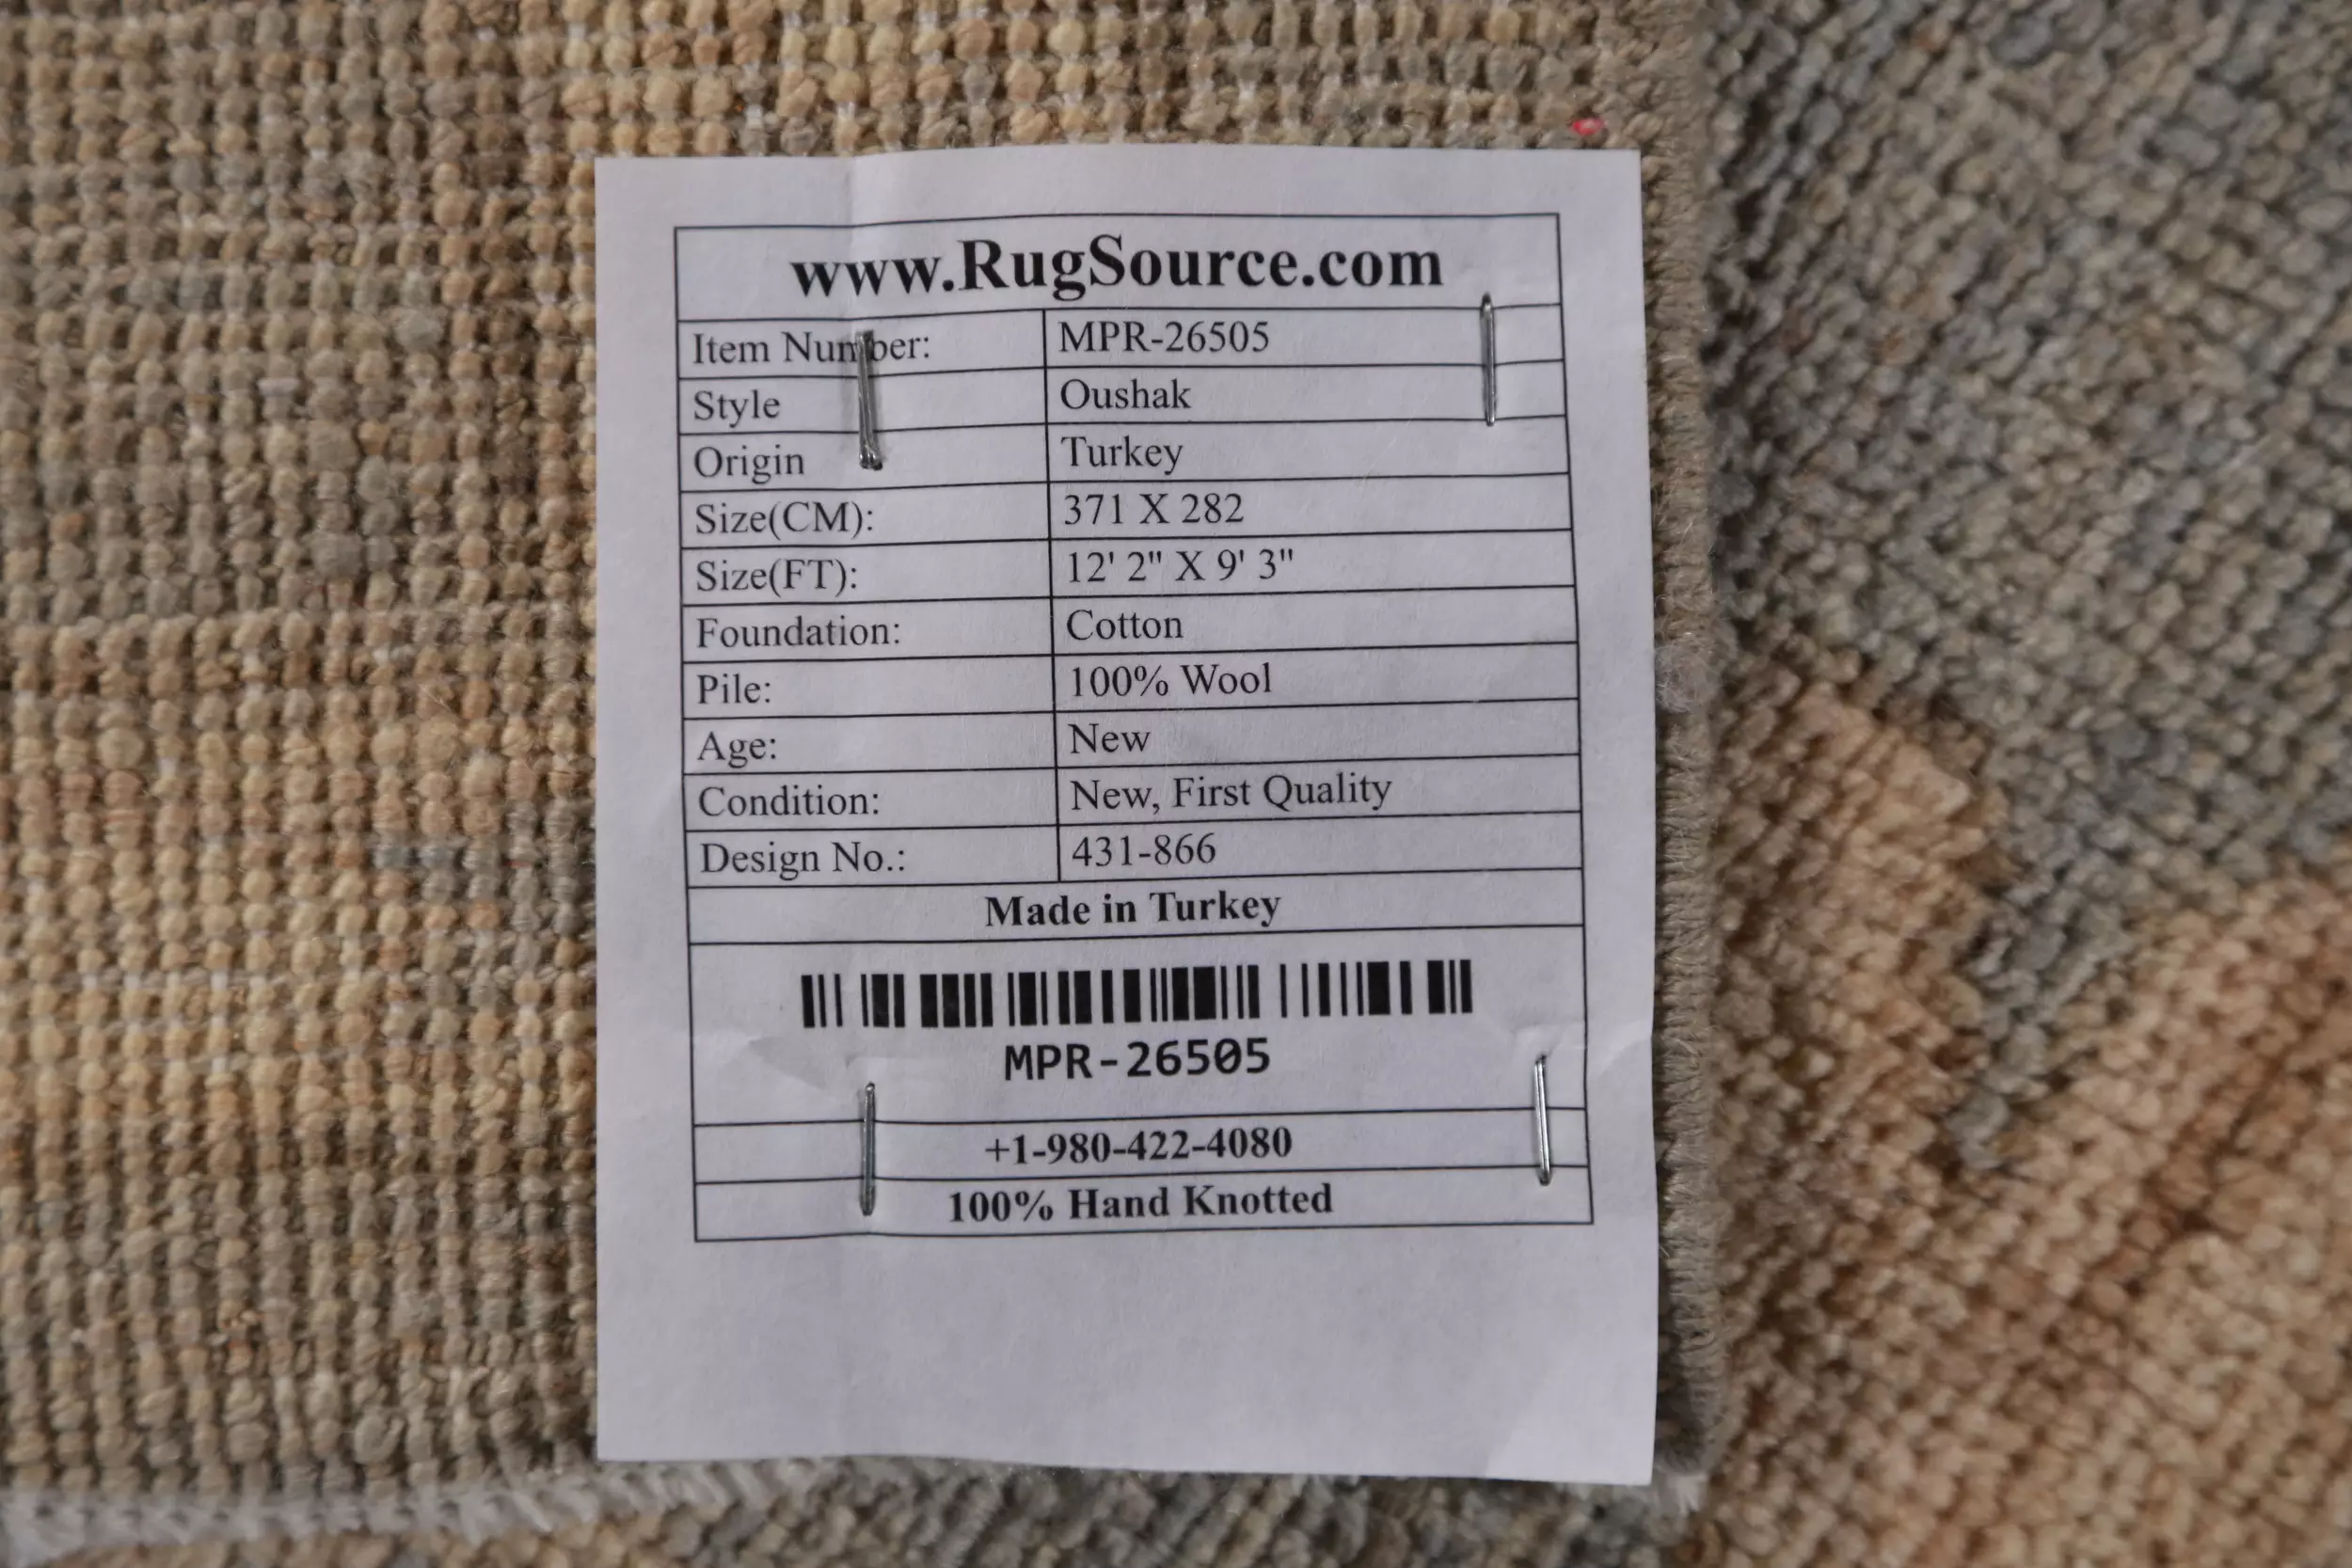 www.RugSource.com
Item Number: MPR-26505
Style Oushak
Origin Turkey
Size(CM): 371 X 282
Size(FT): 12' 2" X 9' 3"
Foundation: Cotton
Pile: 100% Wool
Age: New
Condition: New, First Quality
Design No.: 431-866
Made in Turkey
MPR-26505
+1-980-422-4080
100% Hand Knotted